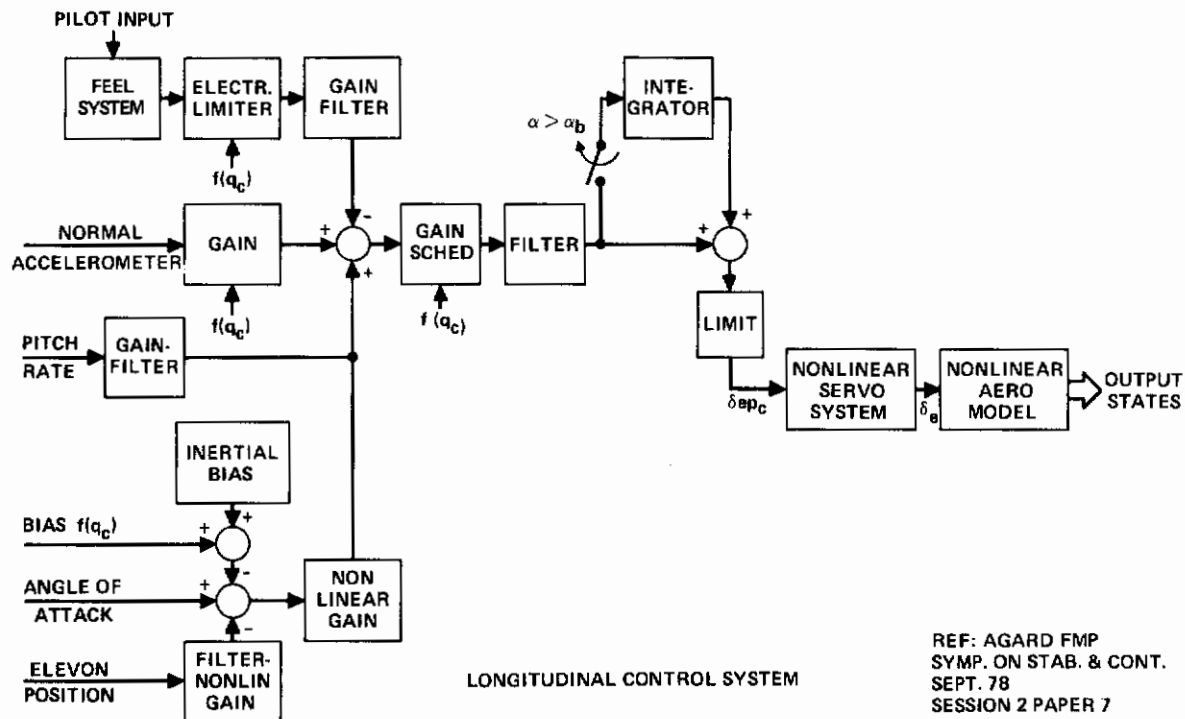 PILOT INPUT
FEEL
SYSTEM
ELECTR.
LIMITER
GAIN
FILTER
INTE-
GRATOR
α > αb
f(qc)
NORMAL
ACCELEROMETER
GAIN
+
-
+
GAIN
SCHED
FILTER
+
+
f(qc)
f (qc)
LIMIT
PITCH
RATE
GAIN-
FILTER
δepc
NONLINEAR
SERVO
SYSTEM
δe
NONLINEAR
AERO
MODEL
OUTPUT
STATES
INERTIAL
BIAS
BIAS f(qc)
+
+
-
ANGLE OF
ATTACK
+
-
NON
LINEAR
GAIN
ELEVON
POSITION
FILTER-
NONLIN
GAIN
LONGITUDINAL CONTROL SYSTEM
REF: AGARD FMP
SYMP. ON STAB. & CONT.
SEPT. 78
SESSION 2 PAPER 7